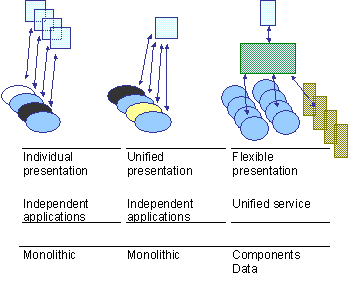 Individual presentation
Unified presentation
Flexible presentation
Independent applications
Independent applications
Unified service
Monolithic
Monolithic
Components Data